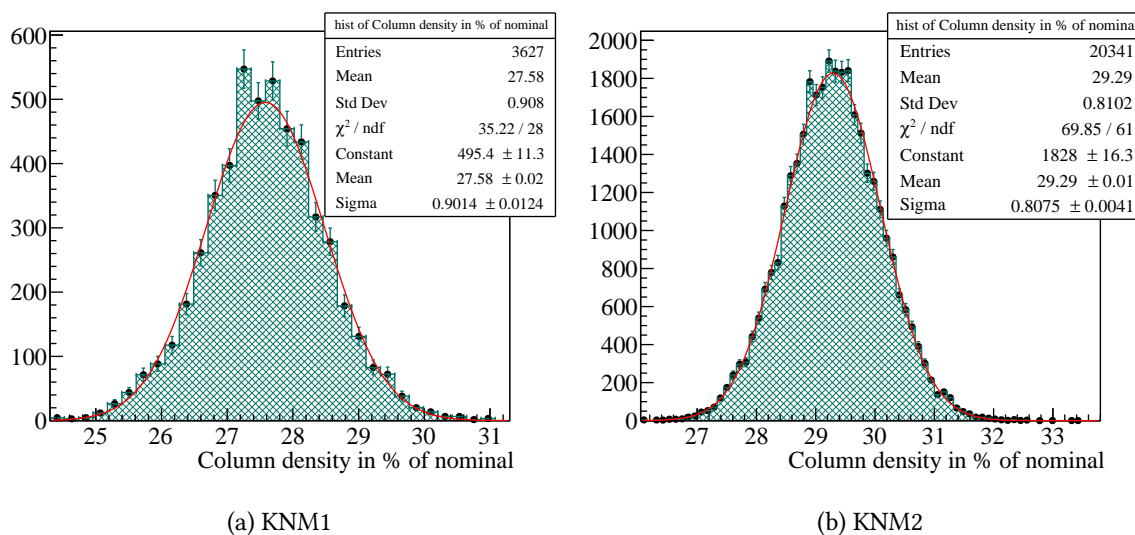 hist of Column density in % of nominal
Entries 3627
Mean 27.58
Std Dev 0.908
χ² / ndf 35.22 / 28
Constant 495.4 ± 11.3
Mean 27.58 ± 0.02
Sigma 0.9014 ± 0.0124
600
500
400
300
200
100
0
25 26 27 28 29 30 31
Column density in % of nominal
(a) KNM1
hist of Column density in % of nomina
Entries 20341
Mean 29.29
Std Dev 0.8102
χ² / ndf 69.85 / 61
Constant 1828 ± 16.3
Mean 29.29 ± 0.01
Sigma 0.8075 ± 0.0041
2000
1800
1600
1400
1200
1000
800
600
400
200
0
27 28 29 30 31 32 33
Column density in % of nominal
(b) KNM2